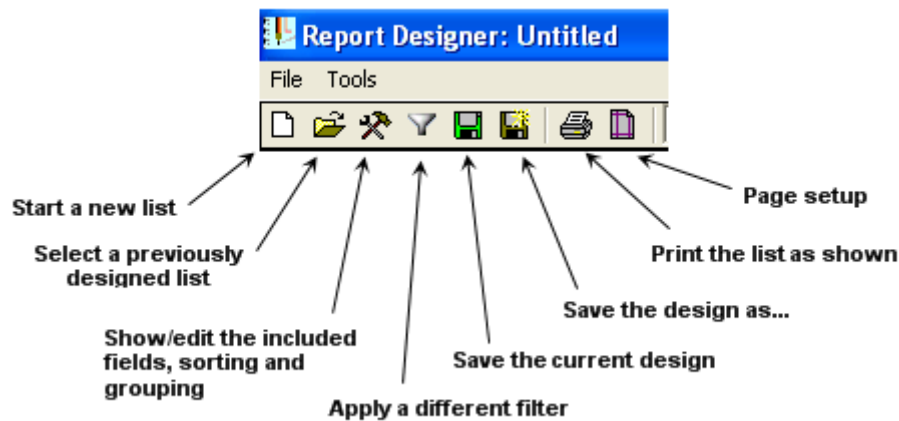 Report Designer: Untitled
File Tools
Start a new list
Page setup
Select a previously
designed list
Print the list as shown
Save the design as...
Show/edit the included
fields, sorting and
grouping
Save the current design
Apply a different filter